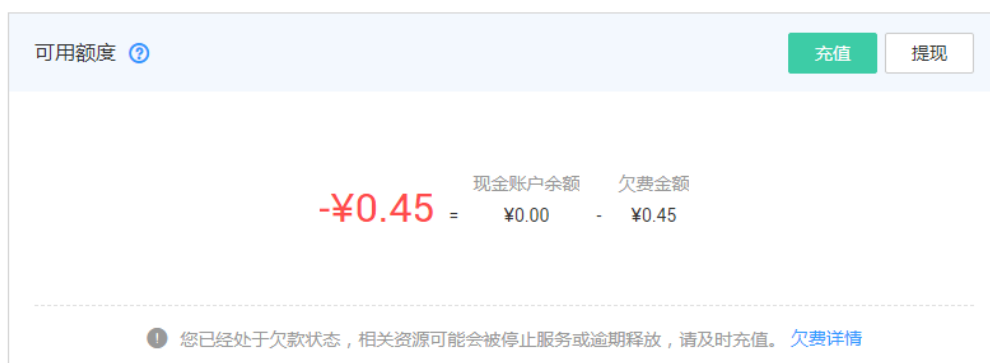 可用额度 ?
充值 提现
现金账户余额 欠费金额
-¥0.45 = ¥0.00 - ¥0.45
! 您已经处于欠款状态，相关资源可能会被停止服务或逾期释放，请及时充值。 欠费详情